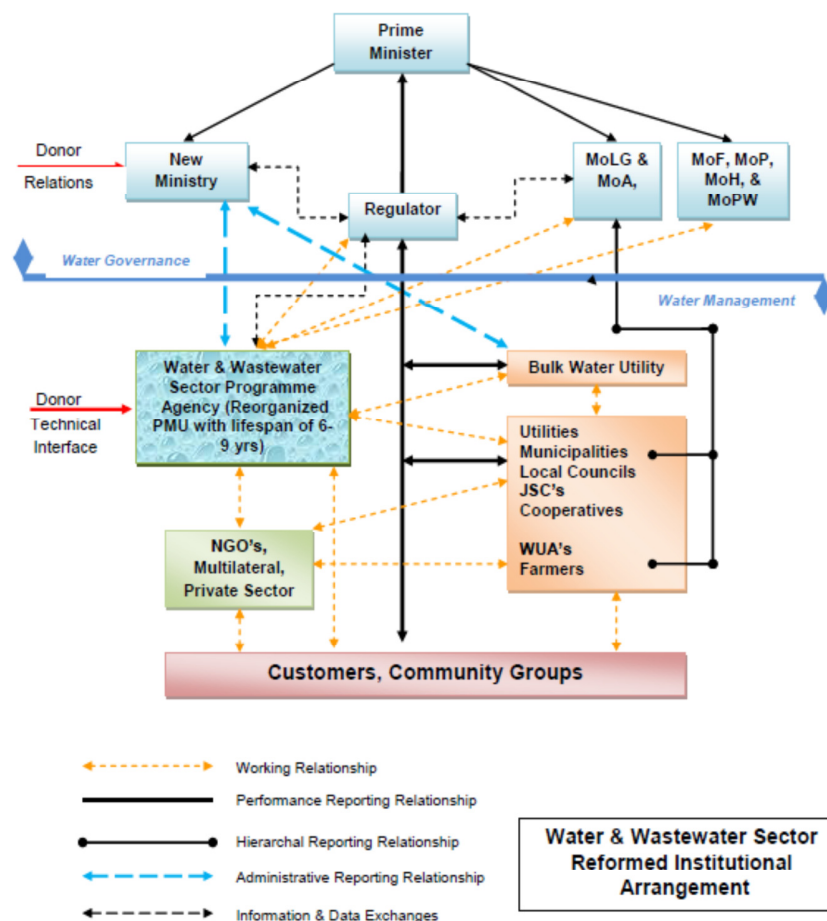 Prime
Minister
Donor
Relations
New
Ministry
MoLG &
MoA,
MoF, MoP,
MoH, &
MoPW
Regulator
Water Governance
Water Management
Water & Wastewater
Sector Programme
Agency (Reorganized
PMU with lifespan of 6-
9 yrs)
Bulk Water Utility
Donor
Technical
Interface
Utilities
Municipalities
Local Councils
JSC's
Cooperatives
WUA's
Farmers
NGO's,
Multilateral,
Private Sector
Customers, Community Groups
Working Relationship
Performance Reporting Relationship
Hierarchal Reporting Relationship
Administrative Reporting Relationship
Information & Data Exchanges
Water & Wastewater Sector
Reformed Institutional
Arrangement